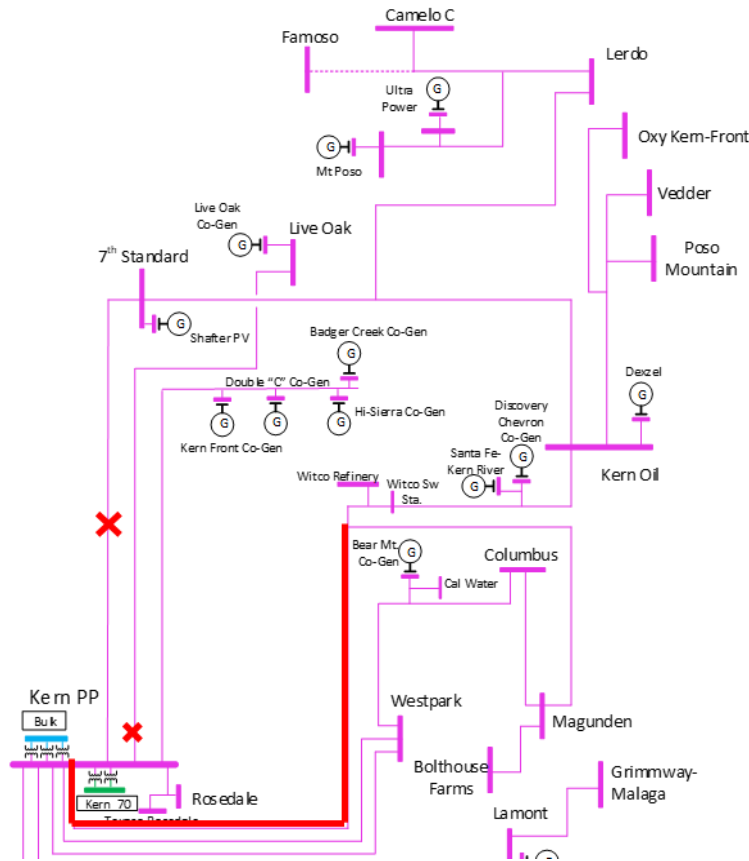 Camelo C
Famoso
Lerdo
Ultra
Power
G
Oxy Kern-Front
G
Mt Poso
Vedder
Live Oak
Co-Gen
Live Oak
G
Poso
Mountain
7th Standard
G
Shafter PV
Badger Creek Co-Gen
G
Double "C" Co-Gen
Dexzel
G
Hi-Sierra Co-Gen
G
G
G
Kern Front Co-Gen
Discovery
Chevron
Co-Gen
G
Santa Fe-
Kern River
G
Kern Oil
Witco Refinery
Witco Sw
Sta.
Bear Mt.
Co-Gen
G
Columbus
Cal Water
Kern PP
Bulk
Westpark
Magunden
Bolthouse
Farms
Grimmway-
Malaga
Kern 70
Rosedale
Lamont
G